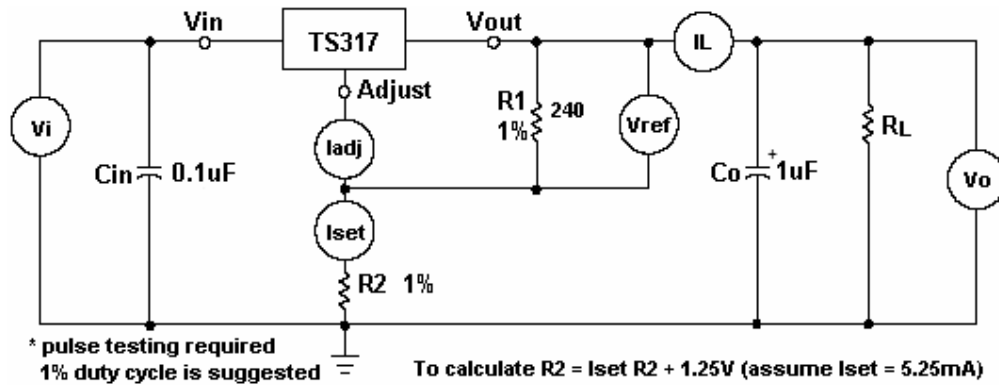 Vin
TS317
Vout
IL
Adjust
R1
240
1%
Vref
RL
Vi
Iadj
Cin
0.1uF
Co
+
1uF
Vo
Iset
R2 1%
* pulse testing required
1% duty cycle is suggested
To calculate R2 = Iset R2 + 1.25V (assume Iset = 5.25mA)